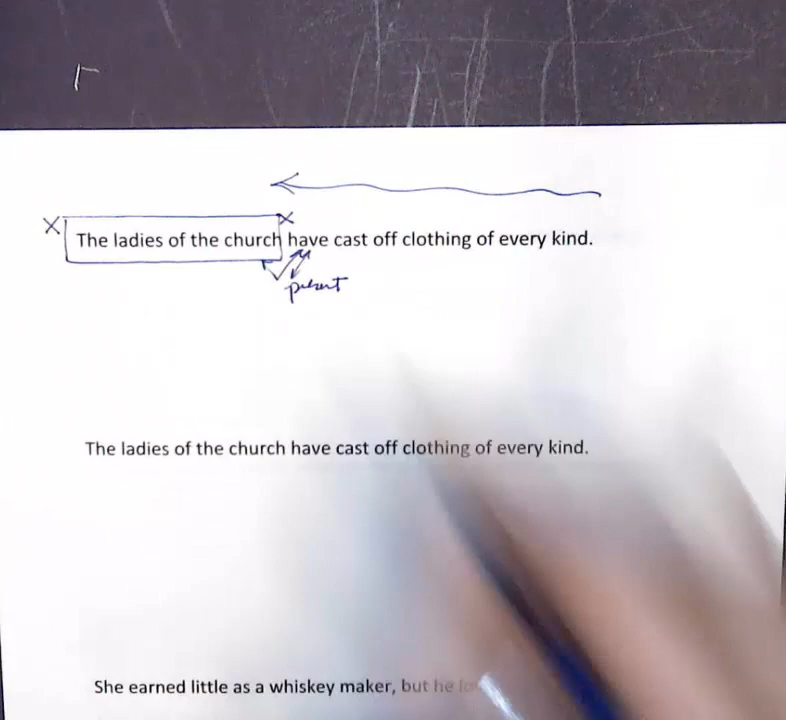 The ladies of the church have cast off clothing of every kind.
present
The ladies of the church have cast off clothing of every kind.
She earned little as a whiskey maker, but he